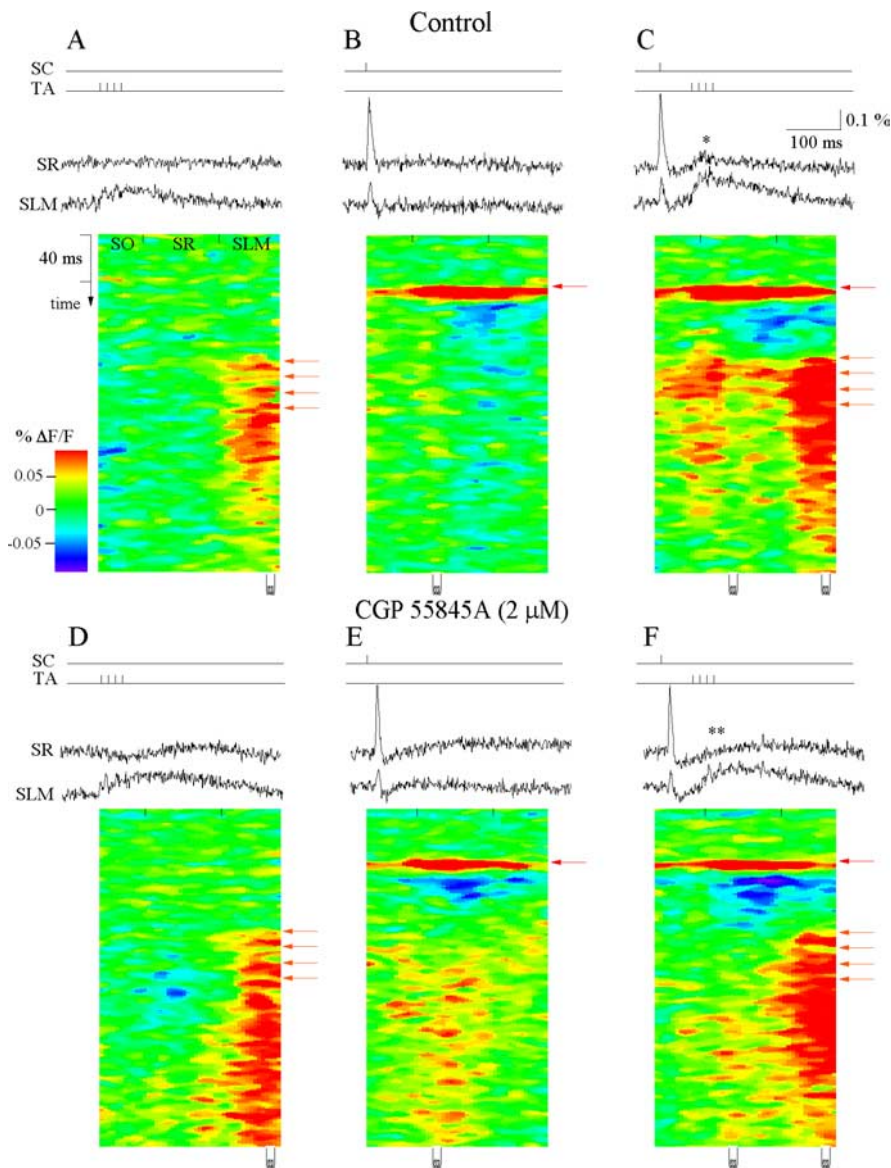 Control
A
B
C
SC
TA
0.1 %
100 ms
*
SR
SLM
SO SR SLM
40 ms
time
% ΔF/F
0.05
0
-0.05
CGP 55845A (2 µM)
D
E
F
SC
TA
**
SR
SLM